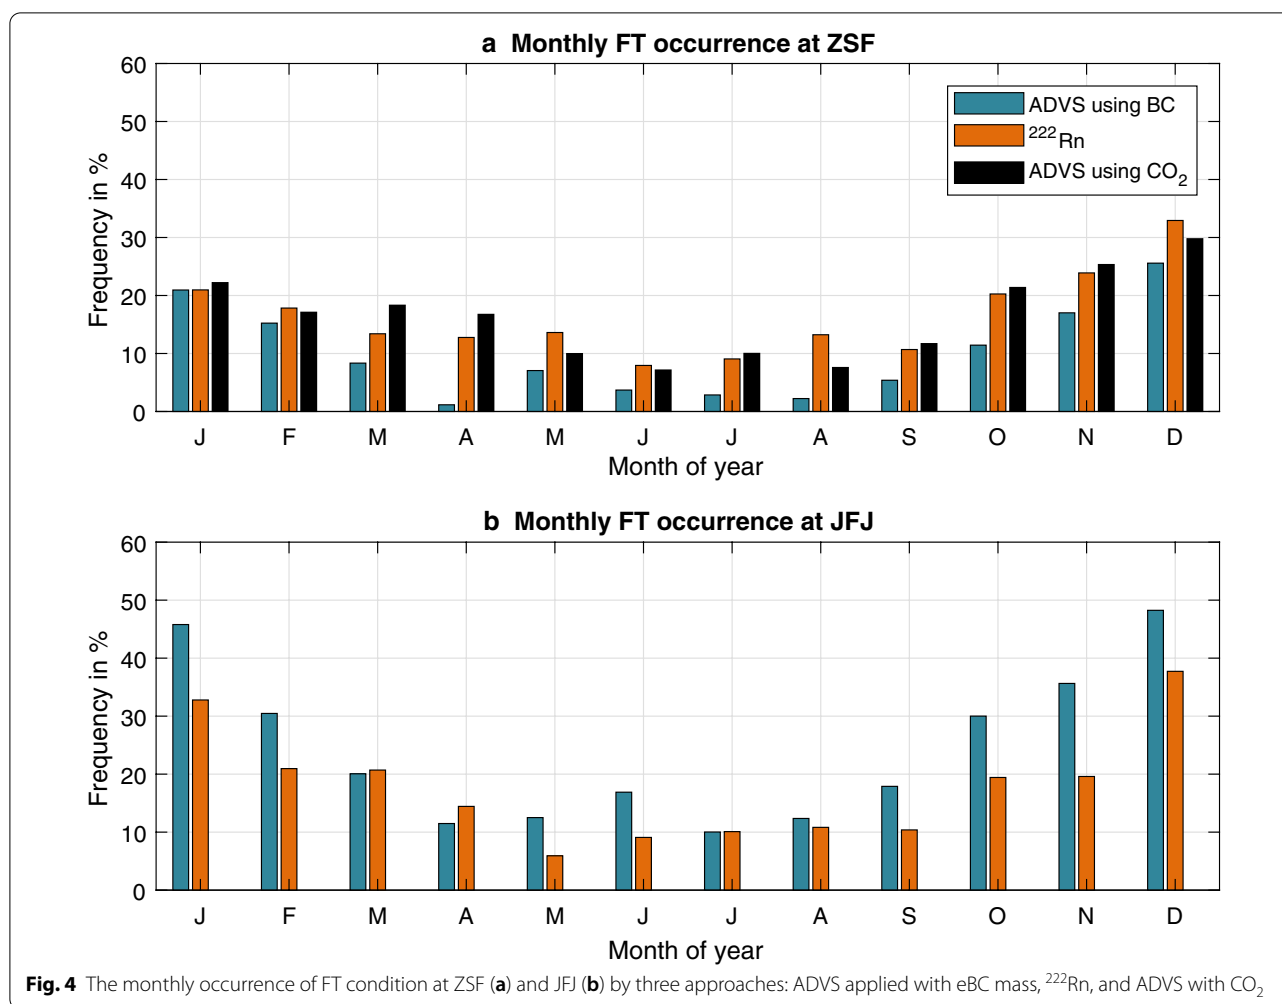 a Monthly FT occurrence at ZSF
60
50
40
30
20
10
0
Frequency in %
ADVS using BC
²²²Rn
ADVS using CO₂
J F M A M J J A S O N D
Month of year
b Monthly FT occurrence at JFJ
60
50
40
30
20
10
0
Frequency in %
J F M A M J J A S O N D
Month of year
Fig. 4 The monthly occurrence of FT condition at ZSF (a) and JFJ (b) by three approaches: ADVS applied with eBC mass, ²²²Rn, and ADVS with CO₂